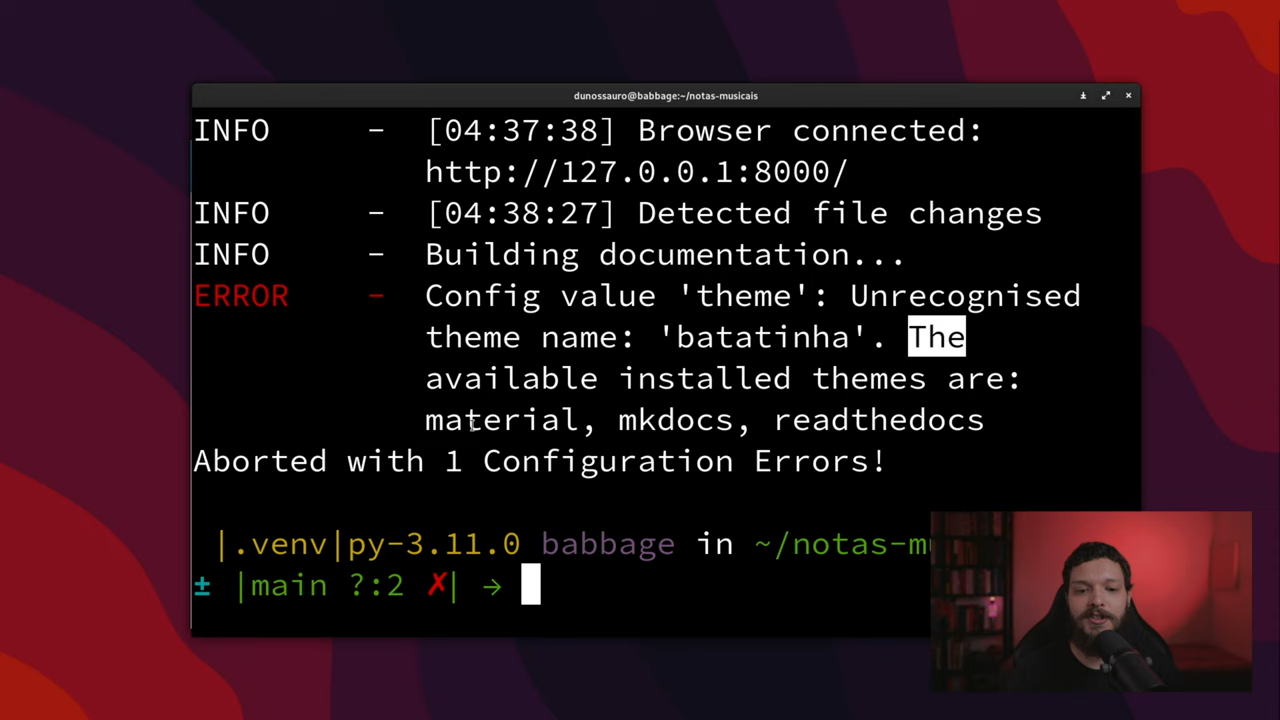 dunossauro@babbage:~/notas-musicais
INFO - [04:37:38] Browser connected:
http://127.0.0.1:8000/
INFO - [04:38:27] Detected file changes
INFO - Building documentation...
ERROR - Config value 'theme': Unrecognised
theme name: 'batatinha'. The
available installed themes are:
material, mkdocs, readthedocs
Aborted with 1 Configuration Errors!
|.venv|py-3.11.0 babbage in ~/notas-m
± |main ?:2 ✗| →